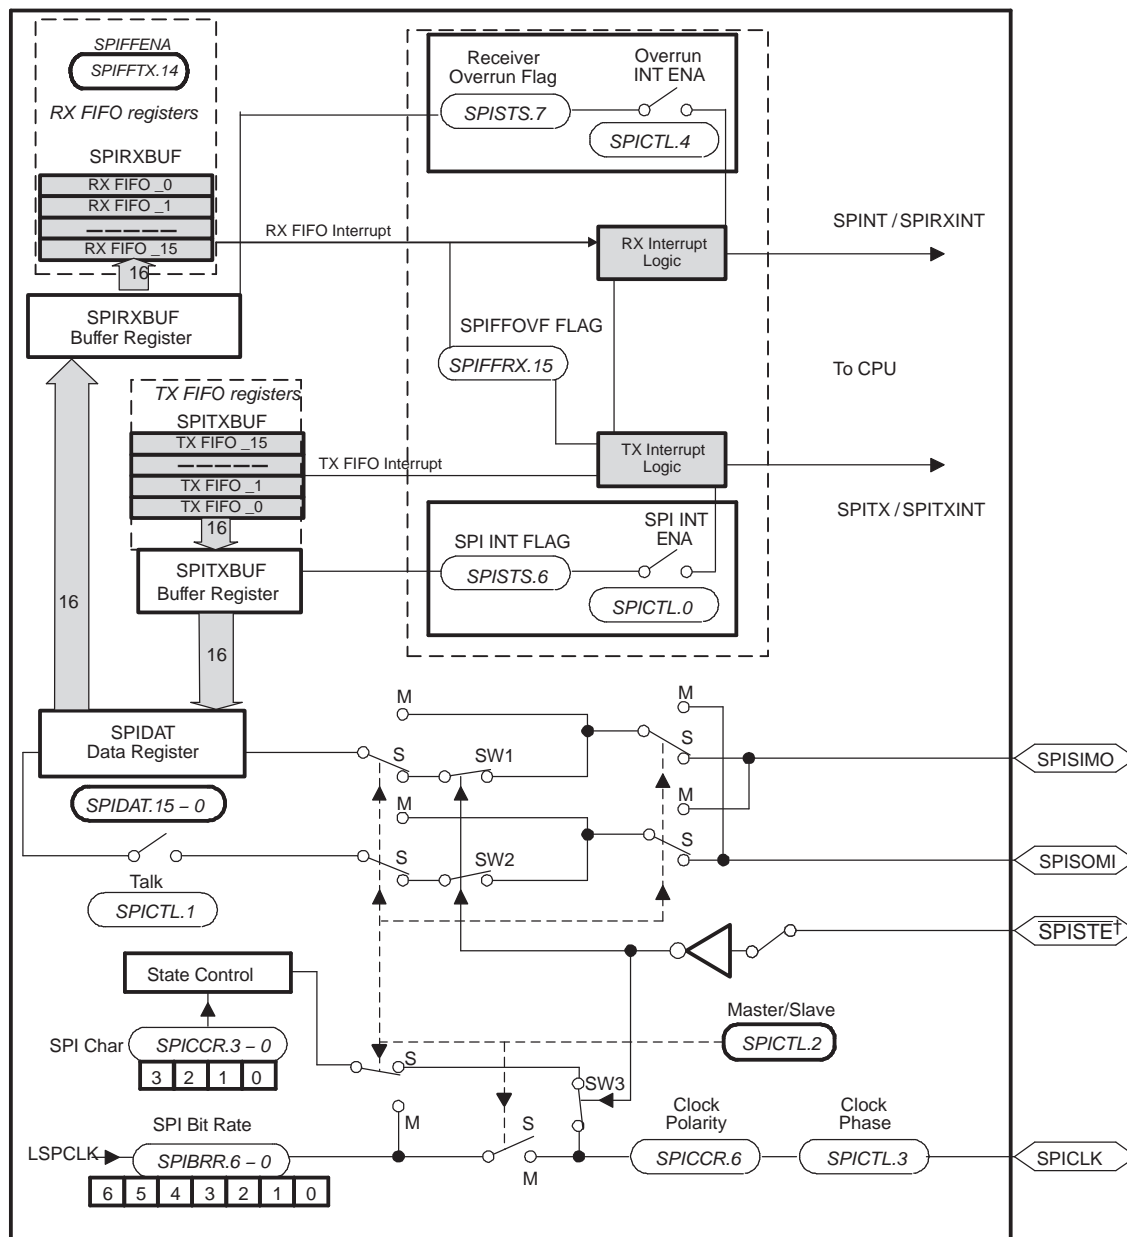 SPIFFENA
SPIFFTX.14
RX FIFO registers
SPIRXBUF
RX FIFO _0
RX FIFO _1
–––––
RX FIFO _15
16
SPIRXBUF
Buffer Register
Receiver
Overrun Flag
SPISTS.7
Overrun
INT ENA
SPICTL.4
RX FIFO Interrupt
RX Interrupt
Logic
SPINT / SPIRXINT
SPIFFOVF FLAG
SPIFFRX.15
To CPU
TX FIFO registers
SPITXBUF
TX FIFO _15
–––––
TX FIFO _1
TX FIFO _0
16
TX FIFO Interrupt
TX Interrupt
Logic
SPITX / SPITXINT
SPITXBUF
Buffer Register
SPI INT FLAG
SPISTS.6
SPI INT
ENA
SPICTL.0
16
16
SPIDAT
Data Register
SPIDAT.15 – 0
M
S
SW1
M
S
SPISIMO
M
S
SW2
M
S
SPISOMI
Talk
SPICTL.1
SPISTE†
State Control
Master/Slave
SPICTL.2
SPI Char
SPICCR.3 – 0
3 2 1 0
S
M
SW3
SPI Bit Rate
LSPCLK
SPIBRR.6 – 0
6 5 4 3 2 1 0
S
M
Clock
Polarity
SPICCR.6
Clock
Phase
SPICTL.3
SPICLK